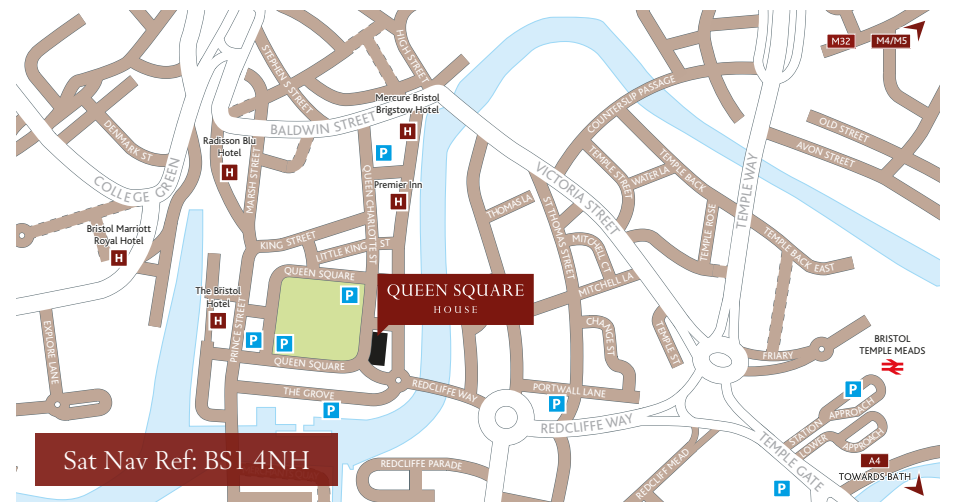 M32
M4/M5
STEPHEN'S STREET
HIGH STREET
Mercure Bristol
Brigstow Hotel
H
COUNTERSLIP PASSAGE
BALDWIN STREET
DENMARK ST
Radisson Blu
Hotel
H
P
OLD STREET
AVON STREET
COLLEGE GREEN
MARSH STREET
QUEEN CHARLOTTE ST
Premier Inn
H
VICTORIA STREET
TEMPLE STREET
WATER LA
TEMPLE BACK
TEMPLE WAY
THOMAS LA
ST THOMAS STREET
TEMPLE ROSE
Bristol Marriott
Royal Hotel
H
KING STREET
LITTLE KING ST
MITCHELL CT
MITCHELL LA
TEMPLE BACK EAST
QUEEN SQUARE
P
QUEEN SQUARE
HOUSE
The Bristol
Hotel
H
PRINCE STREET
P
P
CHANGE ST
TEMPLE ST
EXPLORE LANE
QUEEN SQUARE
FRIARY
BRISTOL
TEMPLE MEADS
THE GROVE
P
REDCLIFFE WAY
PORTWALL LANE
P
REDCLIFFE WAY
P
STATION APPROACH
LOWER APPROACH
TEMPLE GATE
Sat Nav Ref: BS1 4NH
REDCLIFFE PARADE
REDCLIFF MEAD
A4
TOWARDS BATH
P